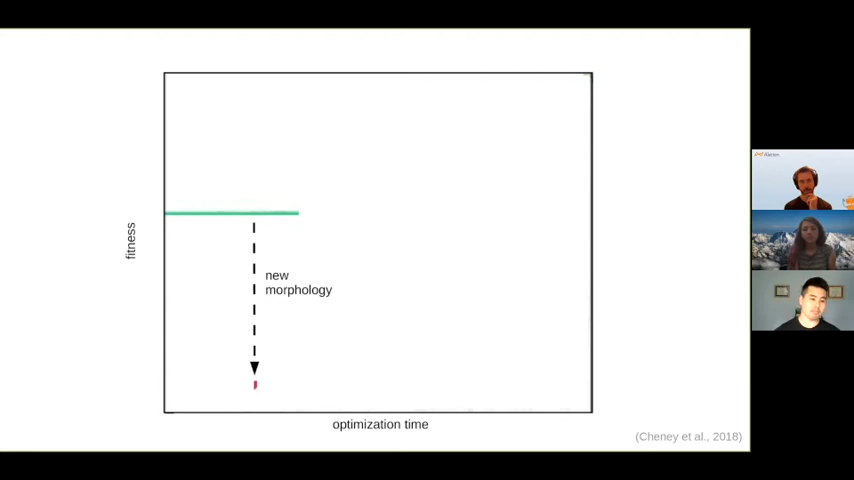 fitness
new
morphology
optimization time
(Cheney et al., 2018)